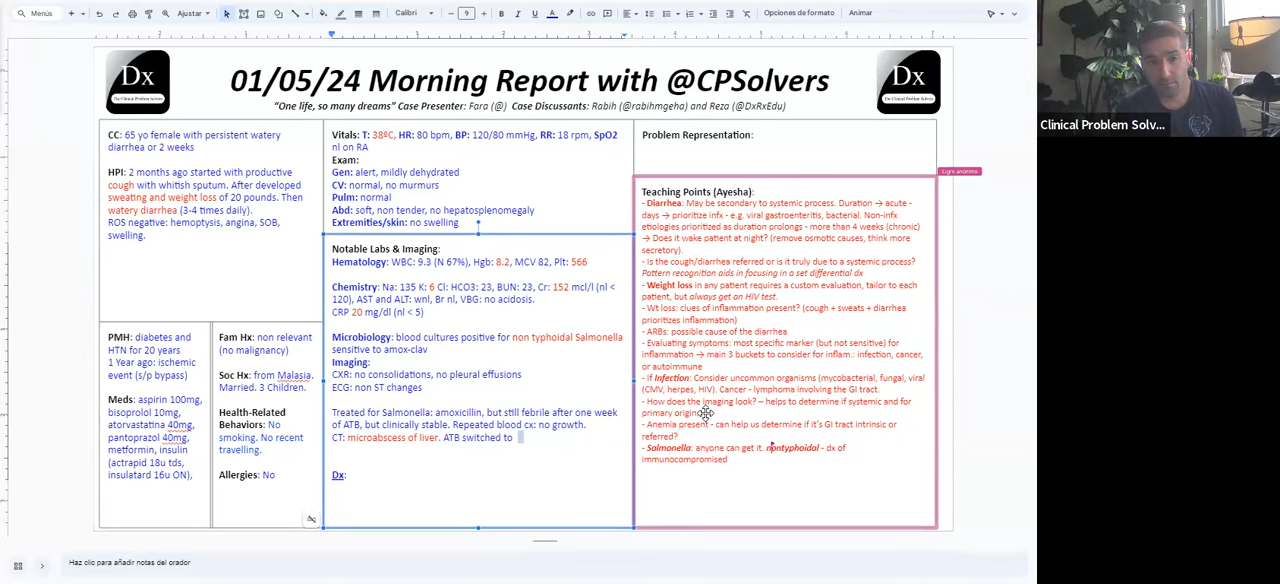 Menús
Ajustar
Calibri
9
Opciones de formato
Animar
2
1
1
2
3
4
5
6
7
Dx
The Clinical Problem Solvers
01/05/24 Morning Report with @CPSolvers
"One life, so many dreams" Case Presenter: Fara (@) Case Discussants: Rabih (@rabihmgeha) and Reza (@DxRxEdu)
Dx
The Clinical Problem Solvers
CC: 65 yo female with persistent watery
diarrhea or 2 weeks
HPI: 2 months ago started with productive
cough with whitish sputum. After developed
sweating and weight loss of 20 pounds. Then
watery diarrhea (3-4 times daily).
ROS negative: hemoptysis, angina, SOB,
swelling.
PMH: diabetes and
HTN for 20 years
1 Year ago: ischemic
event (s/p bypass)
Meds: aspirin 100mg,
bisoprolol 10mg,
atorvastatina 40mg,
pantoprazol 40mg,
metformin, insulin
(actrapid 18u tds,
insulatard 16u ON),
Fam Hx: non relevant
(no malignancy)
Soc Hx: from Malasia.
Married. 3 Children.
Health-Related
Behaviors: No
smoking. No recent
travelling.
Allergies: No
Vitals: T: 38ºC, HR: 80 bpm, BP: 120/80 mmHg, RR: 18 rpm, SpO2
nl on RA
Exam:
Gen: alert, mildly dehydrated
CV: normal, no murmurs
Pulm: normal
Abd: soft, non tender, no hepatosplenomegaly
Extremities/skin: no swelling
Notable Labs & Imaging:
Hematology: WBC: 9.3 (N 67%), Hgb: 8.2, MCV 82, Plt: 566
Chemistry: Na: 135 K: 6 Cl: HCO3: 23, BUN: 23, Cr: 152 mcl/l (nl <
120), AST and ALT: wnl, Br nl, VBG: no acidosis.
CRP 20 mg/dl (nl < 5)
Microbiology: blood cultures positive for non typhoidal Salmonella
sensitive to amox-clav
Imaging:
CXR: no consolidations, no pleural effusions
ECG: non ST changes
Treated for Salmonella: amoxicillin, but still febrile after one week
of ATB, but clinically stable. Repeated blood cx: no growth.
CT: microabscess of liver. ATB switched to
Dx:
Problem Representation:
Ligre anónimo
Teaching Points (Ayesha):
- Diarrhea: May be secondary to systemic process. Duration → acute -
days → prioritize infx - e.g. viral gastroenteritis, bacterial. Non-infx
etiologies prioritized as duration prolongs - more than 4 weeks (chronic)
→ Does it wake patient at night? (remove osmotic causes, think more
secretory).
- Is the cough/diarrhea referred or is it truly due to a systemic process?
Pattern recognition aids in focusing in a set differential dx
- Weight loss in any patient requires a custom evaluation, tailor to each
patient, but always get an HIV test.
- Wt loss: clues of inflammation present? (cough + sweats + diarrhea
prioritizes inflammation)
- ARBs: possible cause of the diarrhea
- Evaluating symptoms: most specific marker (but not sensitive) for
inflammation → main 3 buckets to consider for inflam.: infection, cancer,
or autoimmune
- If Infection: Consider uncommon organisms (mycobacterial, fungal, viral
(CMV, herpes, HIV). Cancer - lymphoma involving the GI tract.
- How does the imaging look? – helps to determine if systemic and for
primary origin
- Anemia present - can help us determine if it's GI tract intrinsic or
referred?
- Salmonella: anyone can get it. nontyphoidal - dx of
immunocompromised
Clinical Problem Solv...
Haz clic para añadir notas del orador